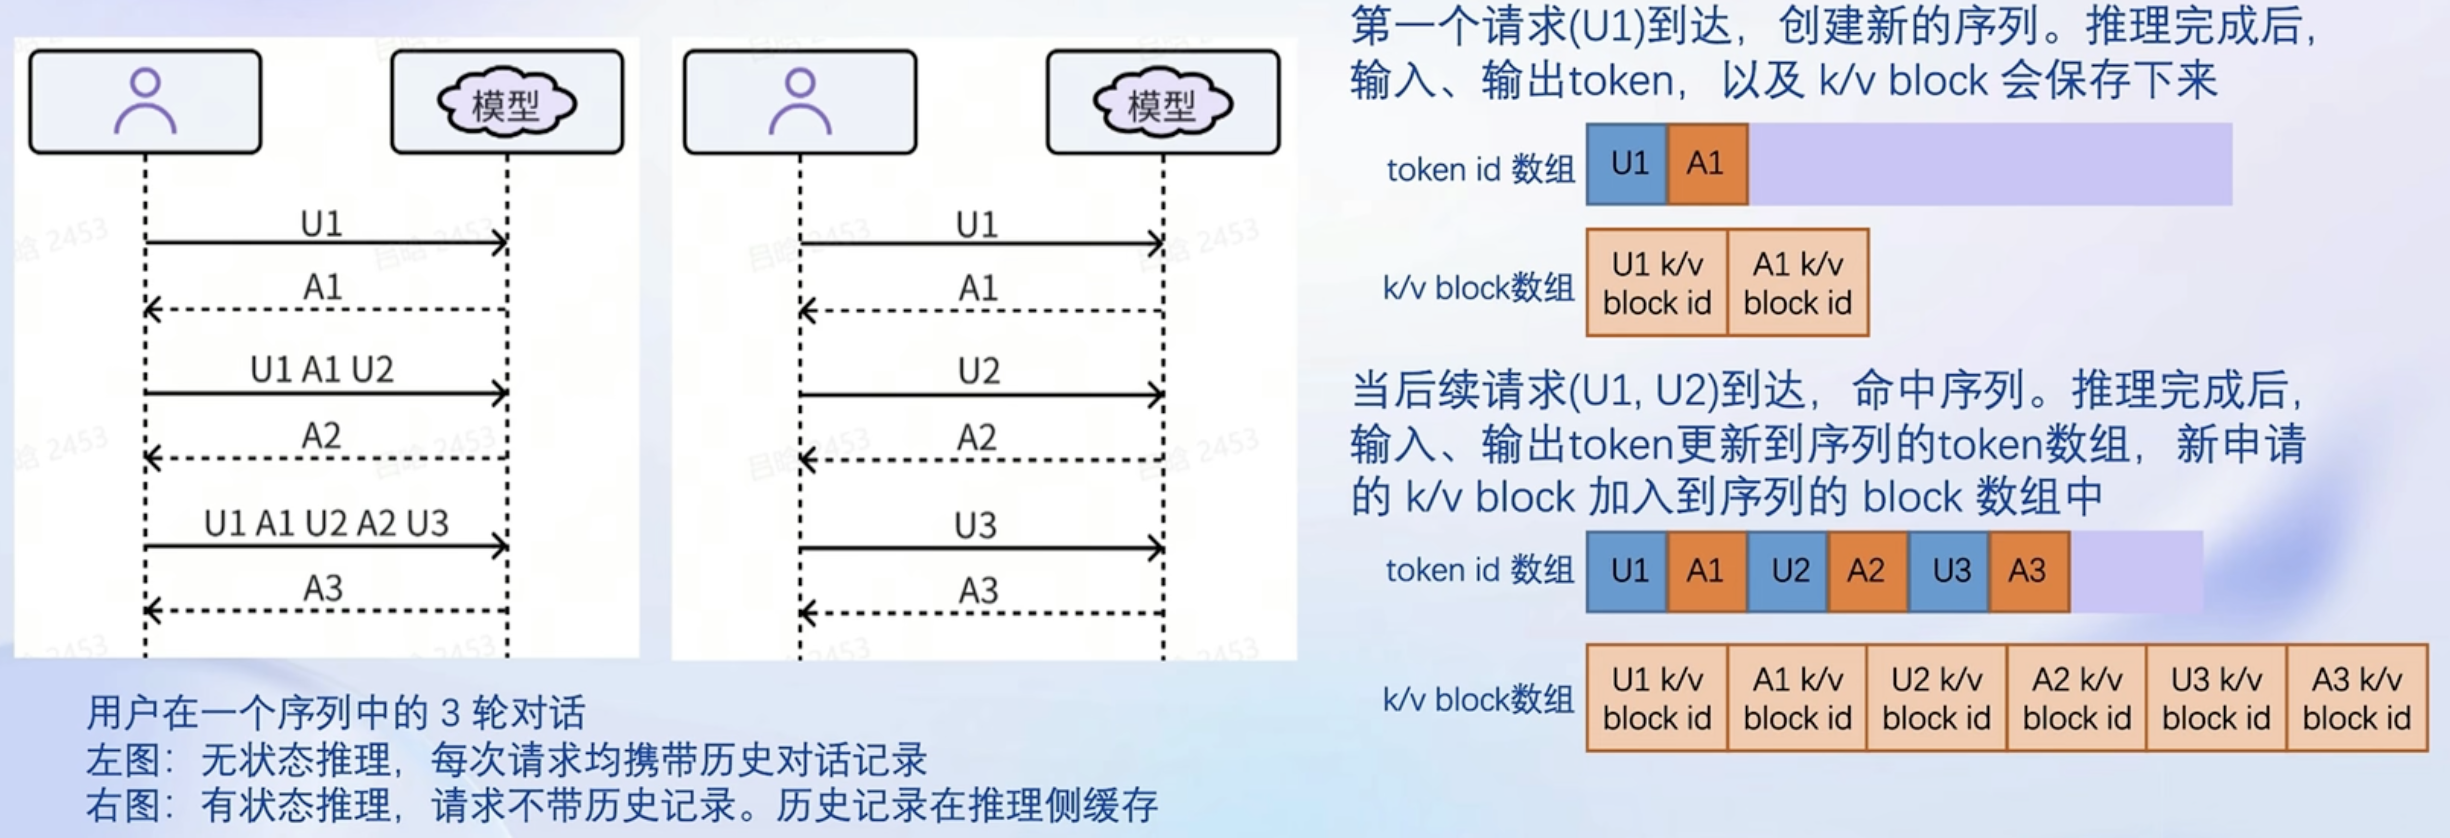 模型
U1
A1
U1 A1 U2
A2
U1 A1 U2 A2 U3
A3
模型
U1
A1
U2
A2
U3
A3
用户在一个序列中的 3 轮对话
左图：无状态推理，每次请求均携带历史对话记录
右图：有状态推理，请求不带历史记录。历史记录在推理侧缓存
第一个请求(U1)到达，创建新的序列。推理完成后，
输入、输出token，以及 k/v block 会保存下来
token id 数组 U1 A1
k/v block数组
U1 k/v block id
A1 k/v block id
当后续请求(U1, U2)到达，命中序列。推理完成后，
输入、输出token更新到序列的token数组，新申请
的 k/v block 加入到序列的 block 数组中
token id 数组 U1 A1 U2 A2 U3 A3
k/v block数组
U1 k/v block id
A1 k/v block id
U2 k/v block id
A2 k/v block id
U3 k/v block id
A3 k/v block id